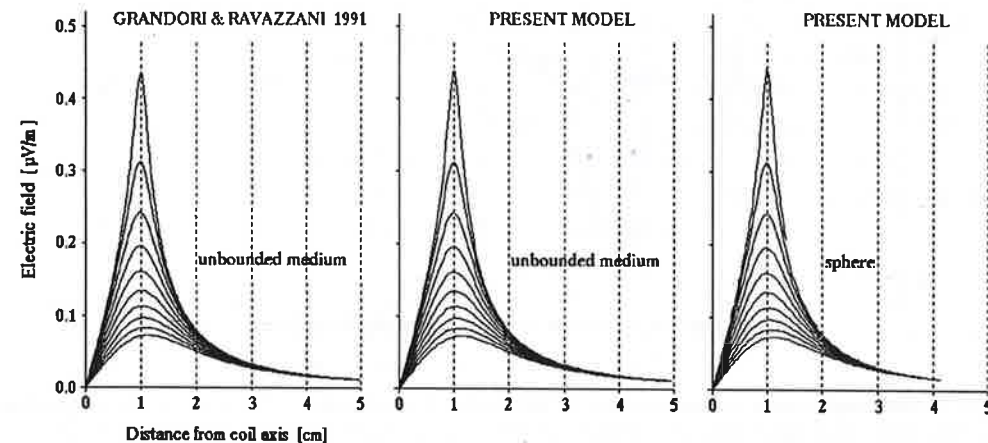 GRANDORI & RAVAZZANI 1991
PRESENT MODEL
PRESENT MODEL
Electric field [µV/m]
0.5
0.4
0.3
0.2
0.1
0.0
unbounded medium
unbounded medium
sphere
0 1 2 3 4 5
0 1 2 3 4 5
0 1 2 3 4 5
Distance from coil axis [cm]